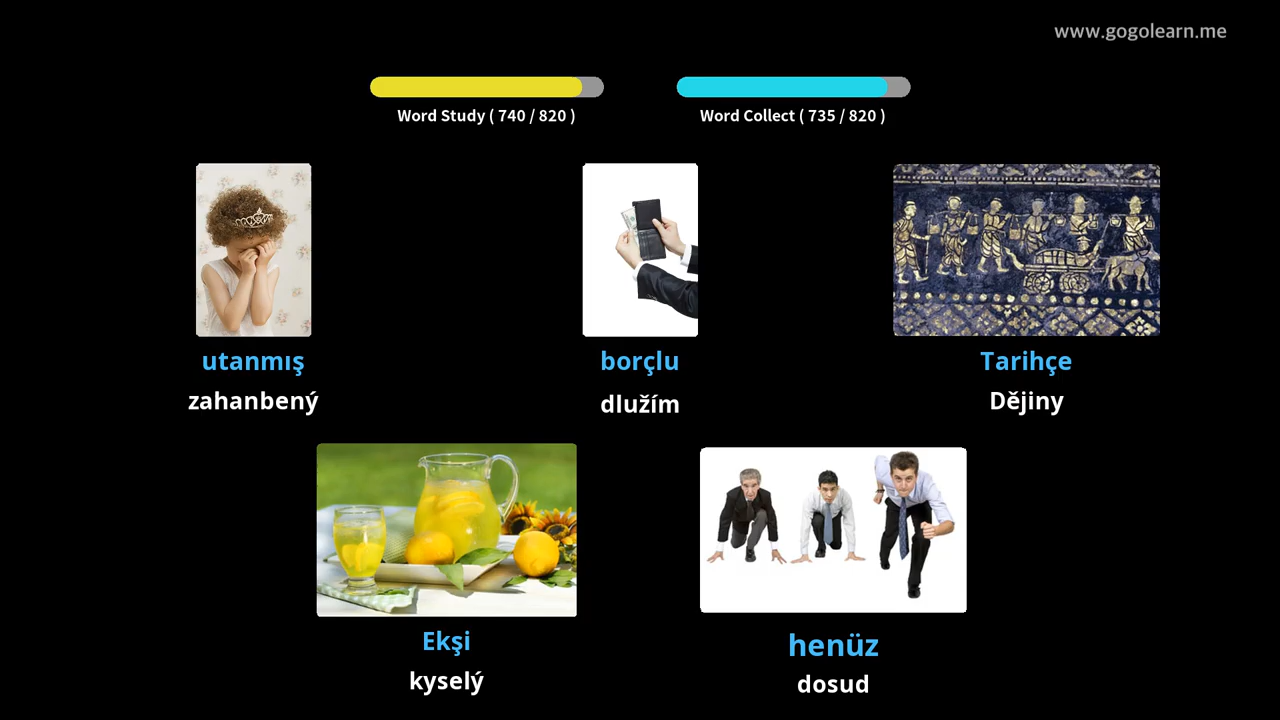 www.gogolearn.me
Word Study ( 740 / 820 )
Word Collect ( 735 / 820 )
utanmış
zahanbený
borçlu
dlužím
Tarihçe
Dějiny
Ekşi
kyselý
henüz
dosud